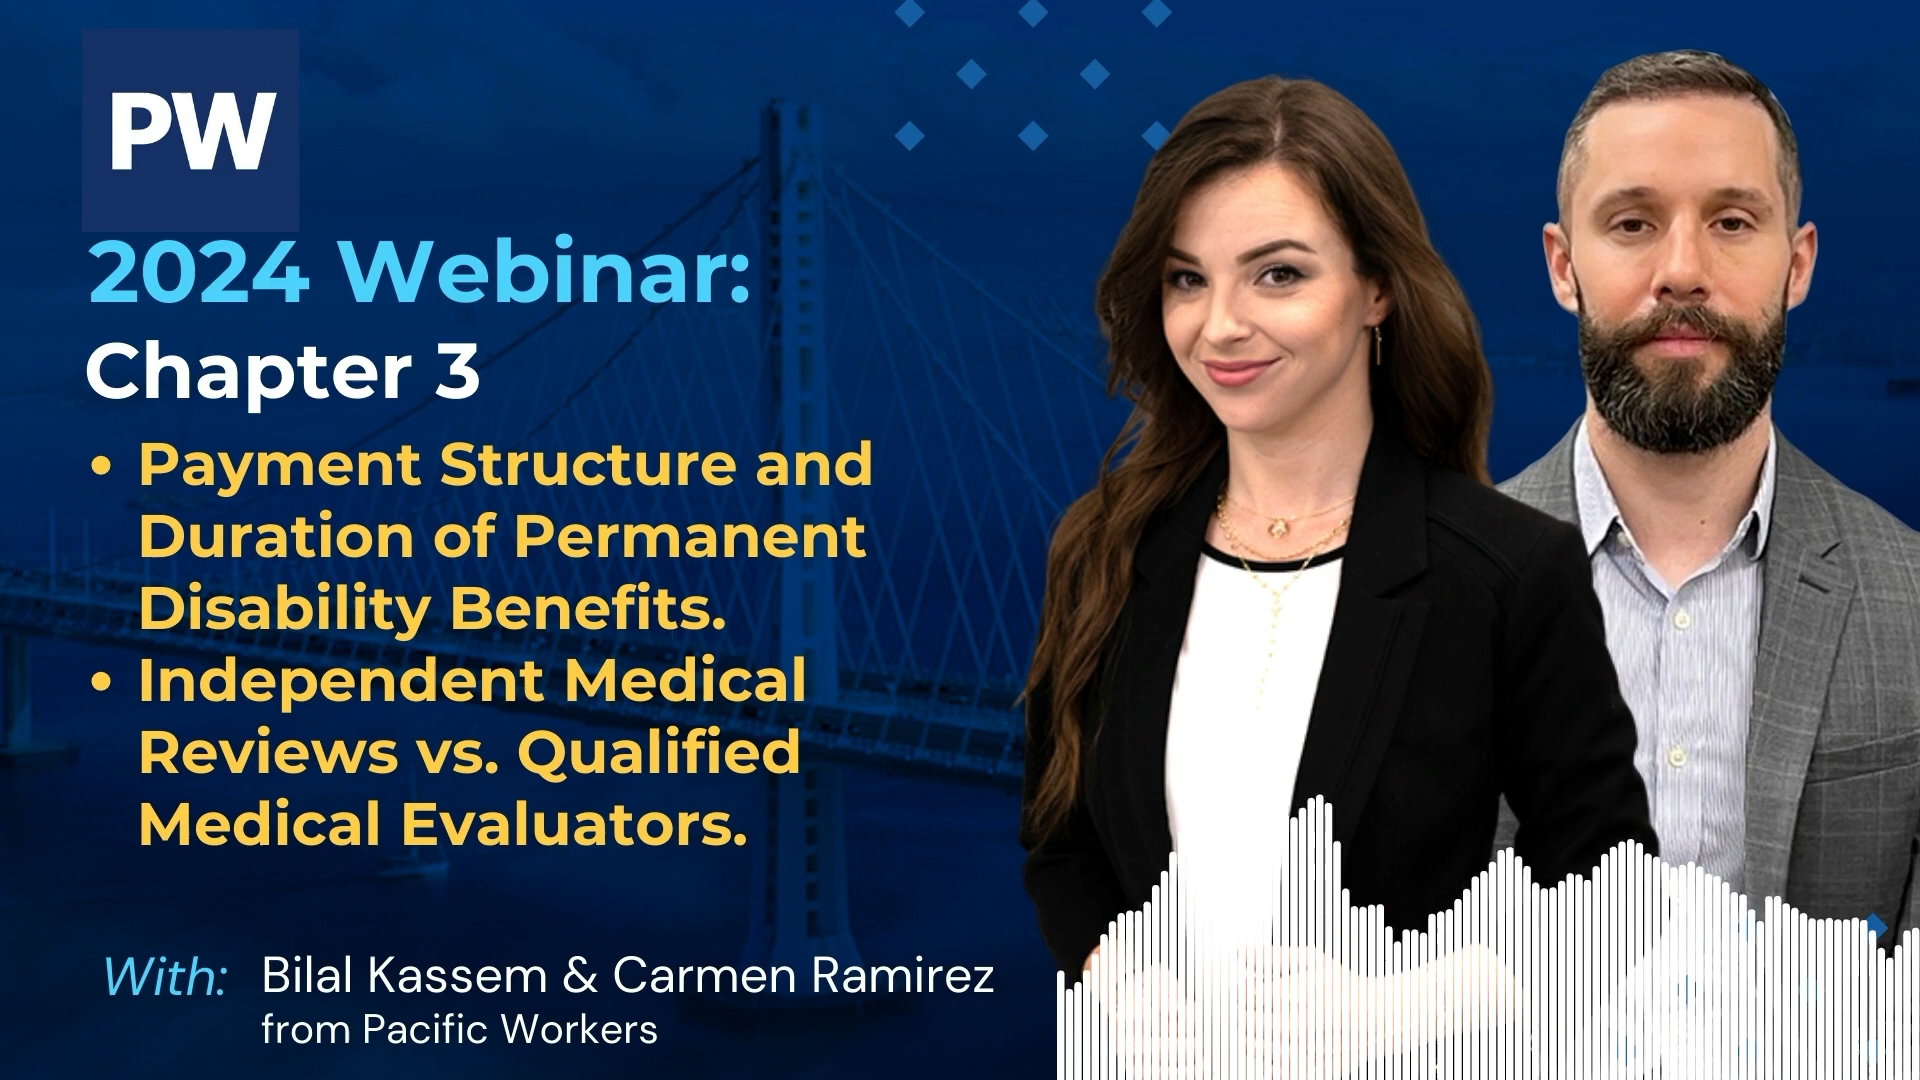 PW
2024 Webinar:
Chapter 3
• Payment Structure and
Duration of Permanent
Disability Benefits.
• Independent Medical
Reviews vs. Qualified
Medical Evaluators.
With: Bilal Kassem & Carmen Ramirez
from Pacific Workers